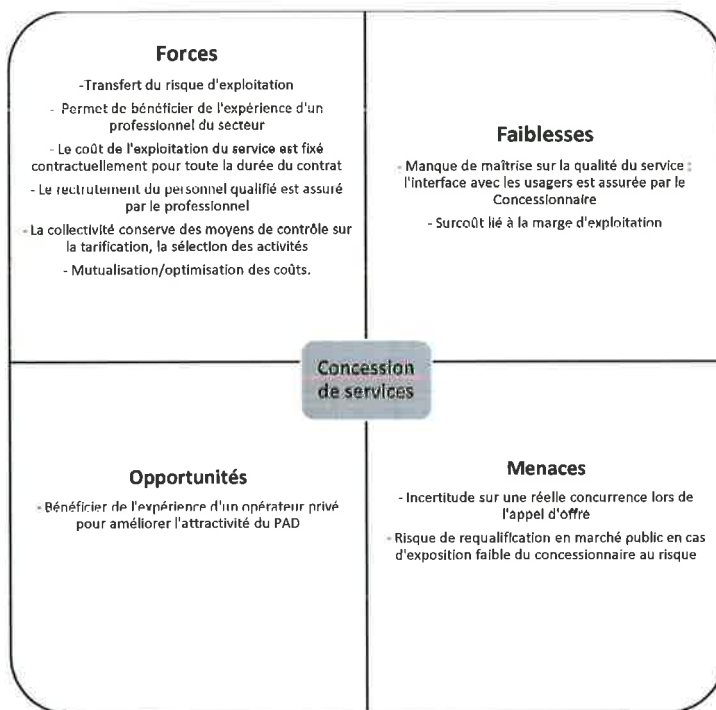 Forces
-Transfert du risque d'exploitation
- Permet de bénéficier de l'expérience d'un
professionnel du secteur
- Le coût de l'exploitation du service est fixé
contractuellement pour toute la durée du contrat
- Le rectrutement du personnel qualifié est assuré
par le professionnel
- La collectivité conserve des moyens de contrôle sur
la tarification, la sélection des activités
- Mutualisation/optimisation des coûts.
Faiblesses
- Manque de maîtrise sur la qualité du service :
l'interface avec les usagers est assurée par le
Concessionnaire
- Surcoût lié à la marge d'exploitation
Concession
de services
Opportunités
- Bénéficier de l'expérience d'un opérateur privé
pour améliorer l'attractivité du PAD
Menaces
- Incertitude sur une réelle concurrence lors de
l'appel d'offre
- Risque de requalification en marché public en cas
d'exposition faible du concessionnaire au risque